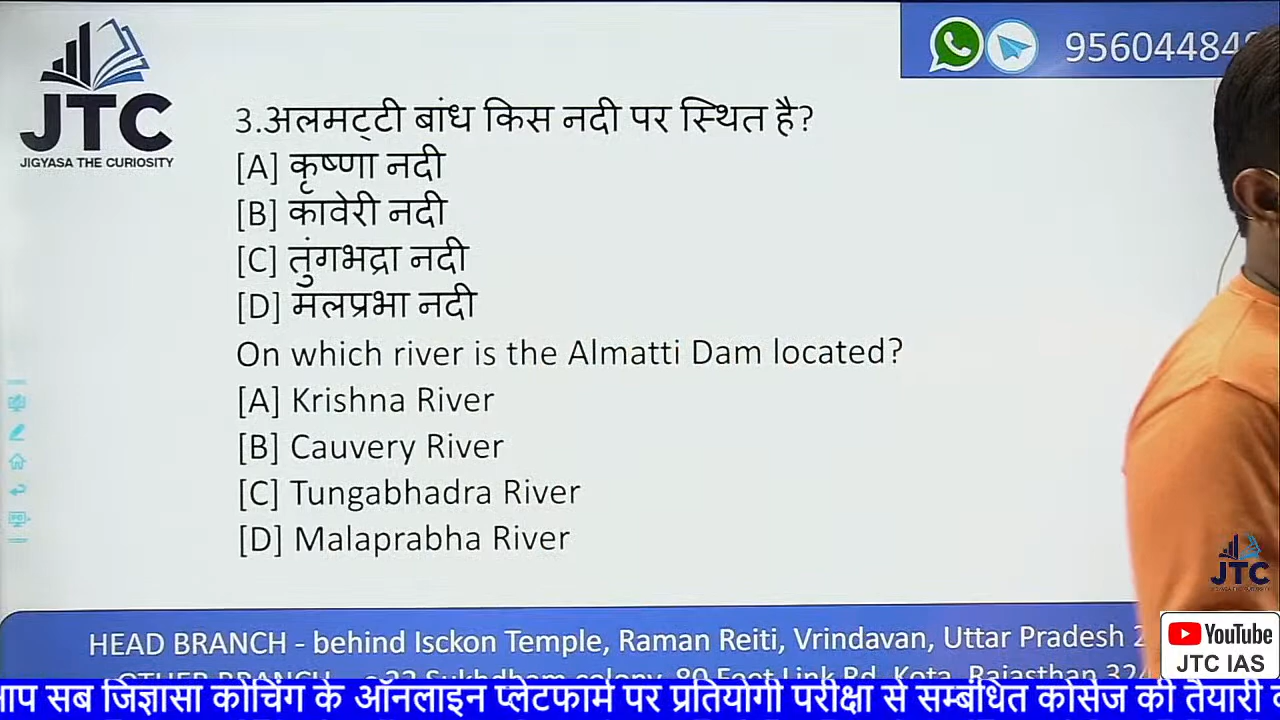 JTC
JIGYASA THE CURIOSITY
3.अलमट्टी बांध किस नदी पर स्थित है?
[A] कृष्णा नदी
[B] कावेरी नदी
[C] तुंगभद्रा नदी
[D] मलप्रभा नदी
On which river is the Almatti Dam located?
[A] Krishna River
[B] Cauvery River
[C] Tungabhadra River
[D] Malaprabha River
JTC
HEAD BRANCH - behind Isckon Temple, Raman Reiti, Vrindavan, Uttar Pradesh
YouTube
JTC IAS
सब जिज्ञासा कोचिंग के ऑनलाइन प्लेटफार्म पर प्रतियोगी परीक्षा से सम्बंधित कोर्सेज की तैयारी